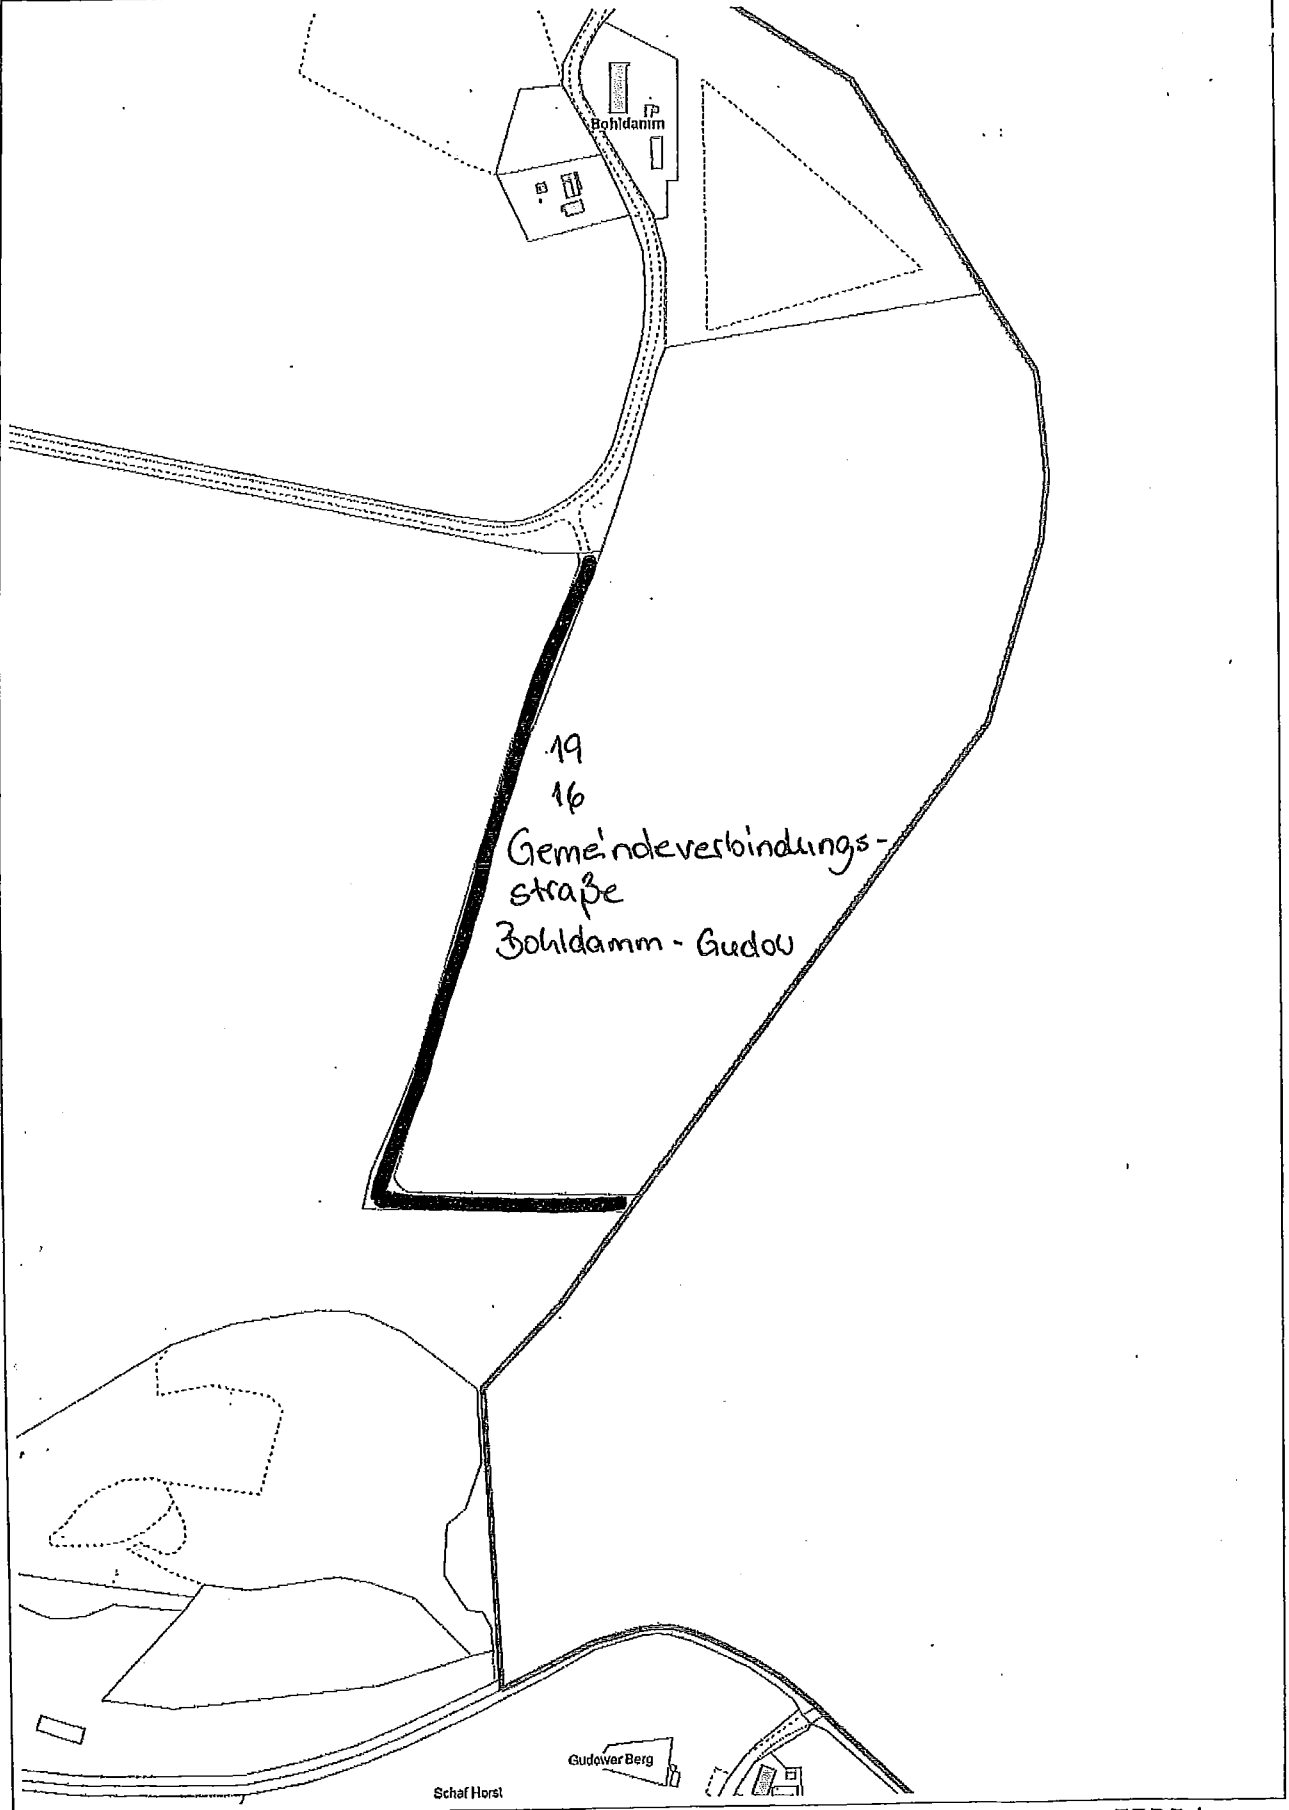 Bohldamm
19
16
Gemeindeverbindungs-
straße
Bohldamm - Gudow
Gudower Berg
Schaf Horst